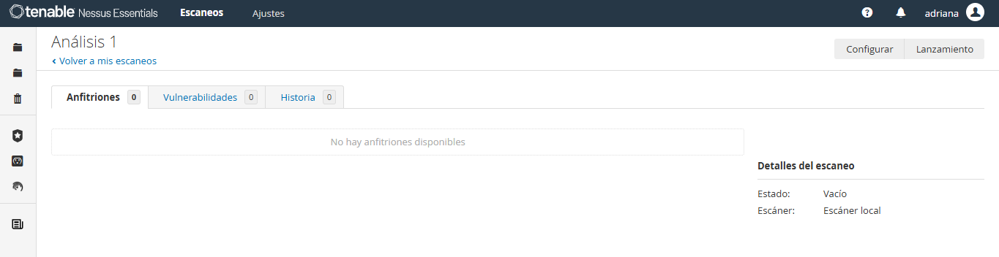 tenable Nessus Essentials Escaneos Ajustes adriana
Análisis 1
Volver a mis escaneos
Configurar Lanzamiento
Anfitriones 0 Vulnerabilidades 0 Historia 0
No hay anfitriones disponibles
Detalles del escaneo
Estado: Vacío
Escáner: Escáner local